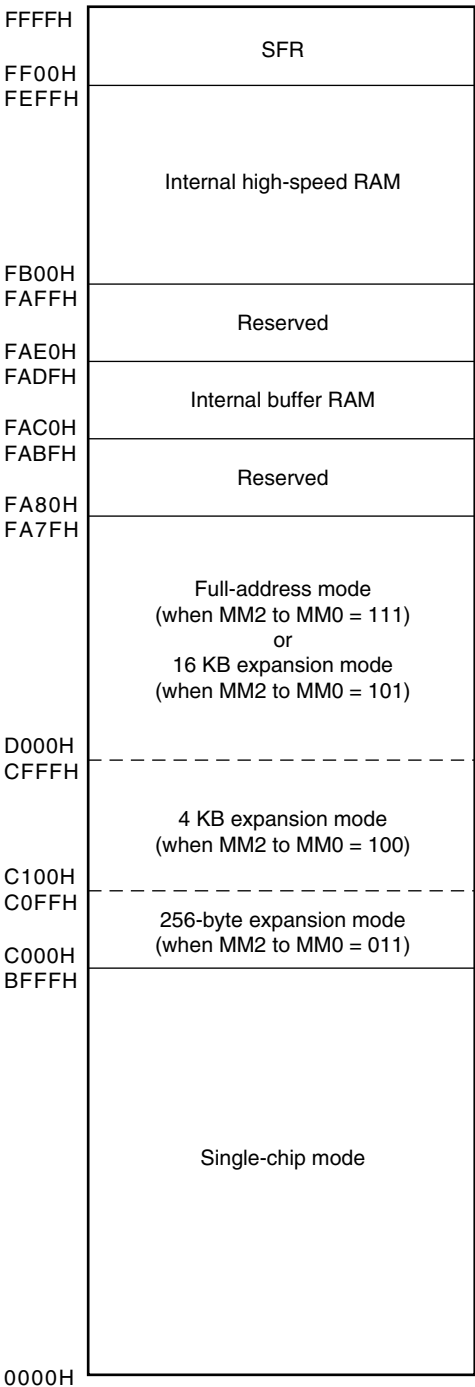 FFFFH
SFR
FF00H
FEFFH
Internal high-speed RAM
FB00H
FAFFH
Reserved
FAE0H
FADFH
Internal buffer RAM
FAC0H
FABFH
Reserved
FA80H
FA7FH
Full-address mode
(when MM2 to MM0 = 111)
or
16 KB expansion mode
(when MM2 to MM0 = 101)
D000H
CFFFH
4 KB expansion mode
(when MM2 to MM0 = 100)
C100H
C0FFH
256-byte expansion mode
(when MM2 to MM0 = 011)
C000H
BFFFH
Single-chip mode
0000H